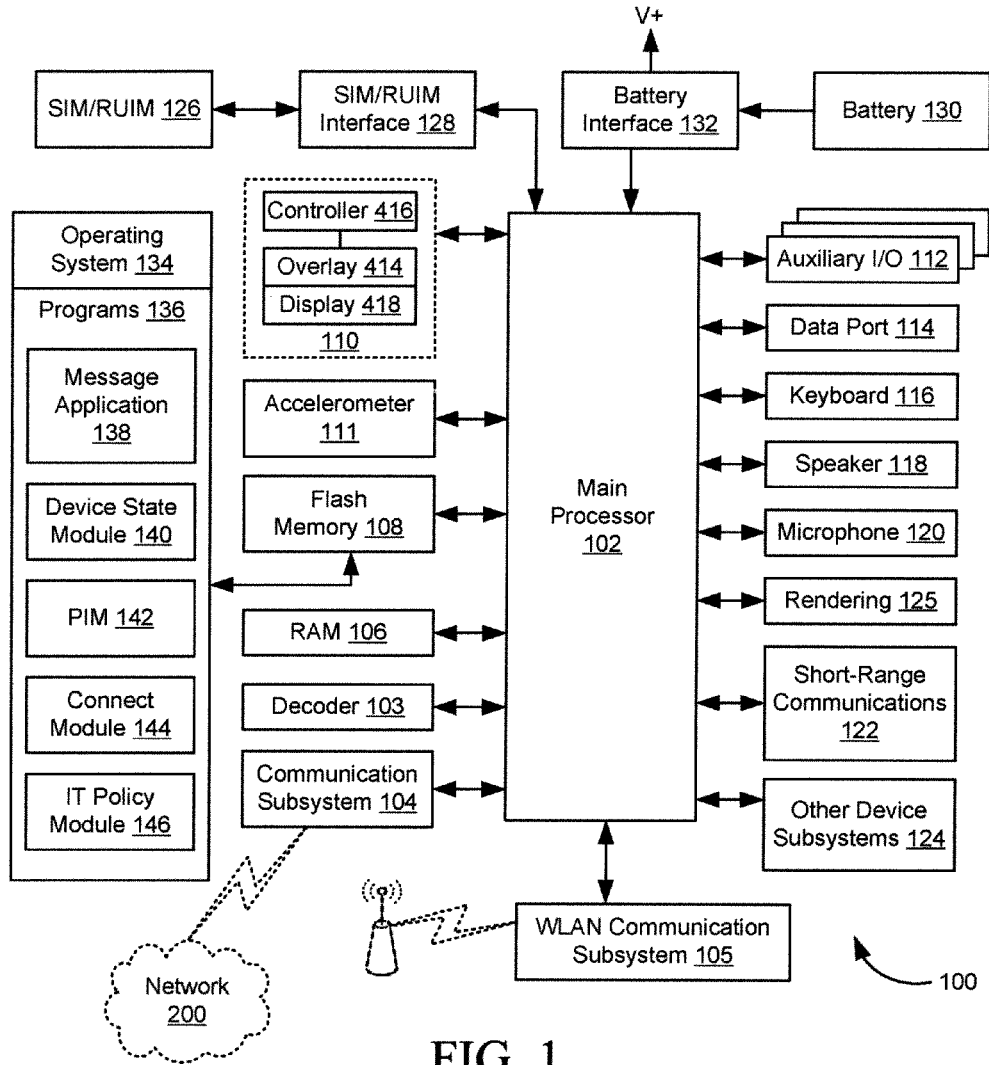 V+
SIM/RUIM 126
SIM/RUIM
Interface 128
Battery
Interface 132
Battery 130
Operating
System 134
Programs 136
Message
Application
138
Device State
Module 140
PIM 142
Connect
Module 144
IT Policy
Module 146
Controller 416
Overlay 414
Display 418
110
Accelerometer
111
Flash
Memory 108
RAM 106
Decoder 103
Communication
Subsystem 104
Main
Processor
102
Auxiliary I/O 112
Data Port 114
Keyboard 116
Speaker 118
Microphone 120
Rendering 125
Short-Range
Communications
122
Other Device
Subsystems 124
WLAN Communication
Subsystem 105
Network
200
100
FIG. 1